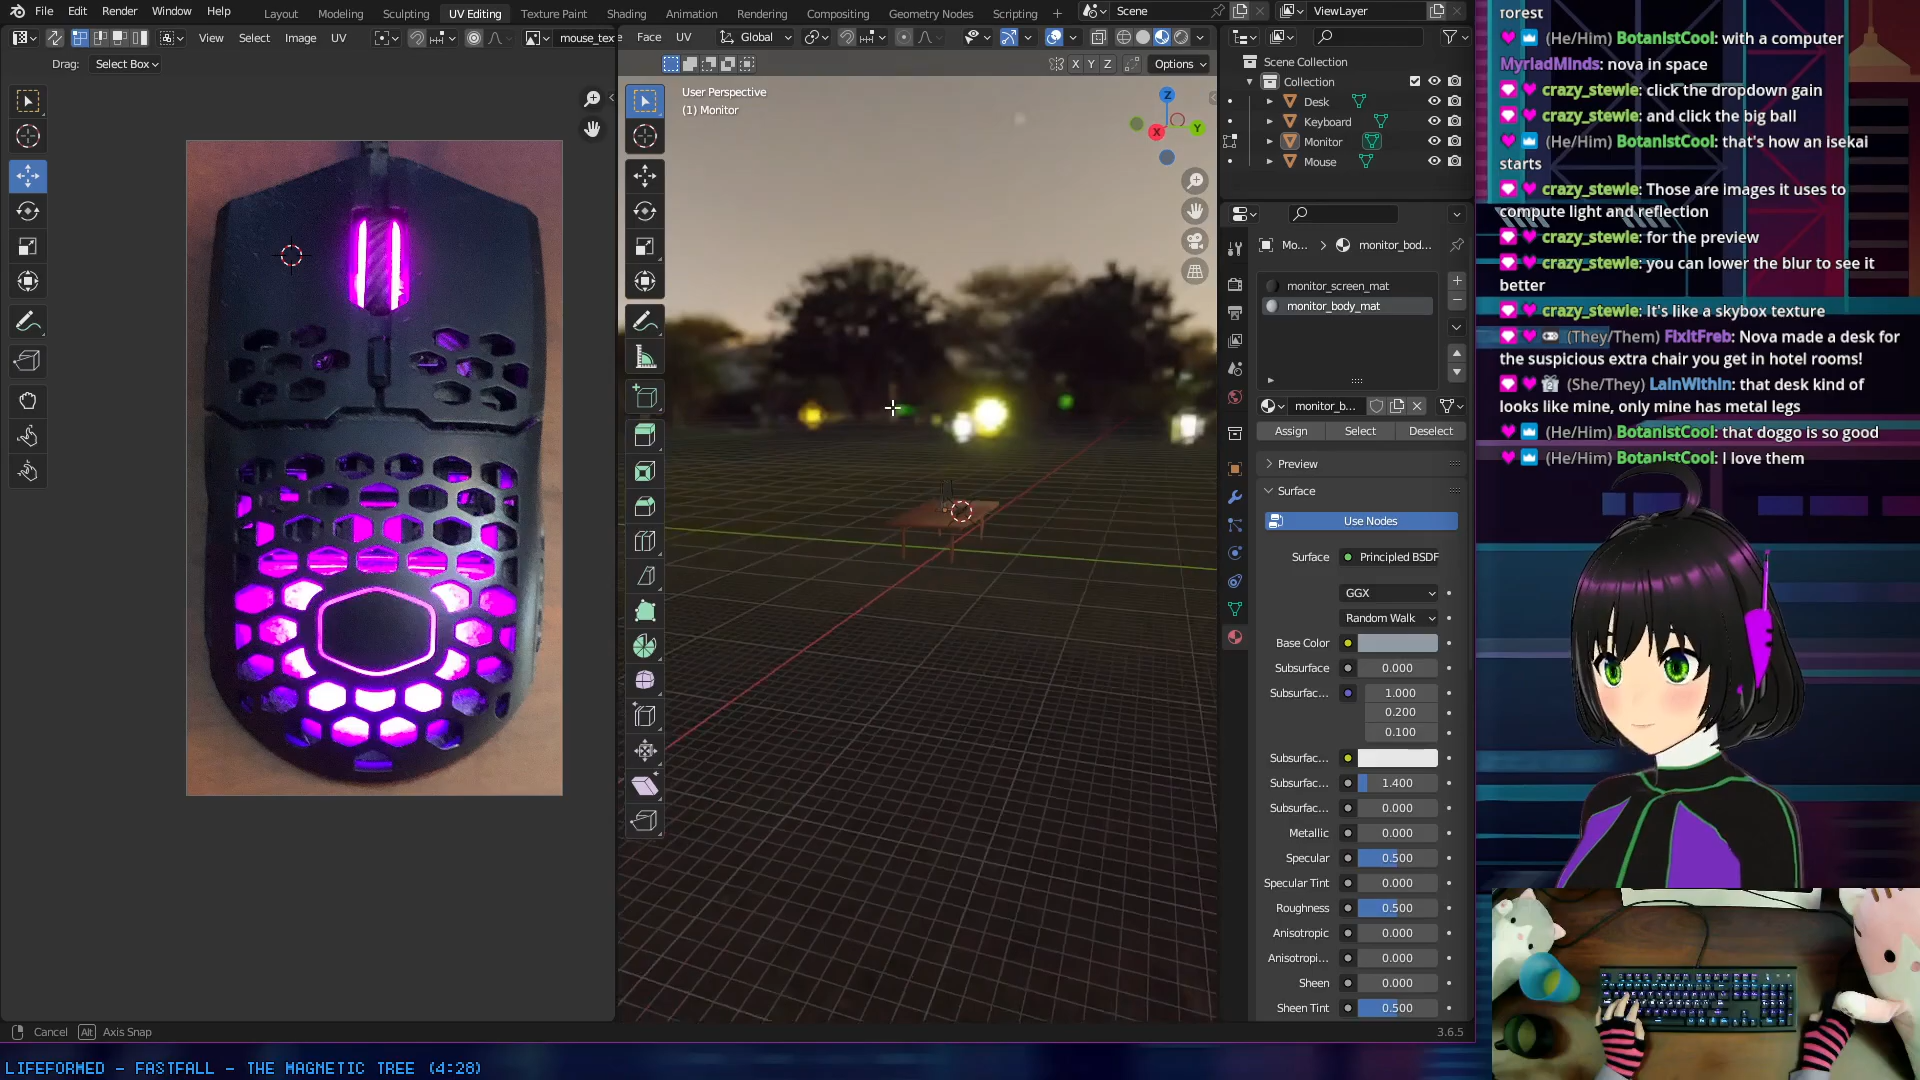 File Edit Render Window Help
Layout Modeling Sculpting UV Editing Texture Paint Shading Animation Rendering Compositing Geometry Nodes Scripting +
Scene
ViewLayer
View Select Image UV
mouse_tex
Face UV
Global
Drag: Select Box
X Y Z
Options
User Perspective
(1) Monitor
Z
X
Y
Scene Collection
Collection
Desk
Keyboard
Monitor
Mouse
Mo...
monitor_bod...
monitor_screen_mat
monitor_body_mat
monitor_b...
Assign Select Deselect
Preview
Surface
Use Nodes
Surface Principled BSDF
GGX
Random Walk
Base Color
Subsurface 0.000
Subsurfac... 1.000
0.200
0.100
Subsurfac...
Subsurfac... 1.400
Subsurfac... 0.000
Metallic 0.000
Specular 0.500
Specular Tint 0.000
Roughness 0.500
Anisotropic 0.000
Anisotropi... 0.000
Sheen 0.000
Sheen Tint 0.500
Cancel Alt Axis Snap
3.6.5
LIFEFORMED - FASTFALL - THE MAGNETIC TREE (4:28)
forest
(He/Him) BotanistCool: with a computer
MyriadMinds: nova in space
crazy_stewie: click the dropdown gain
crazy_stewie: and click the big ball
(He/Him) BotanistCool: that's how an isekai
starts
crazy_stewie: Those are images it uses to
compute light and reflection
crazy_stewie: for the preview
crazy_stewie: you can lower the blur to see it
better
crazy_stewie: It's like a skybox texture
(They/Them) FixitFreb: Nova made a desk for
the suspicious extra chair you get in hotel rooms!
(She/They) LainWithin: that desk kind of
looks like mine, only mine has metal legs
(He/Him) BotanistCool: that doggo is so good
(He/Him) BotanistCool: I love them